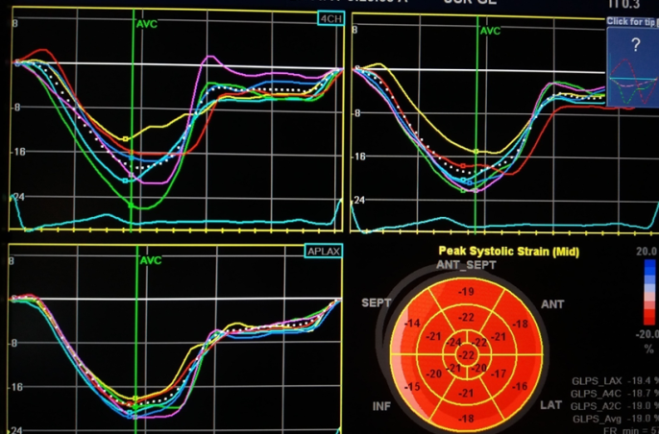 Click for tip
?
8
AVC
4CH
-8
-16
-24
8
AVC
-8
-16
-24
8
AVC
APLAX
-8
-16
-24
Peak Systolic Strain (Mid)
ANT_SEPT
SEPT
ANT
INF
LAT
-19
-14
-22
-18
-21
-24
-22
-21
-22
-21
-20
-20
-17
-15
-21
-16
-18
20.0
-20.0
%
GLPS_LAX -19.4 %
GLPS_A4C -18.7 %
GLPS_A2C -19.0 %
GLPS_Avg -19.0 %